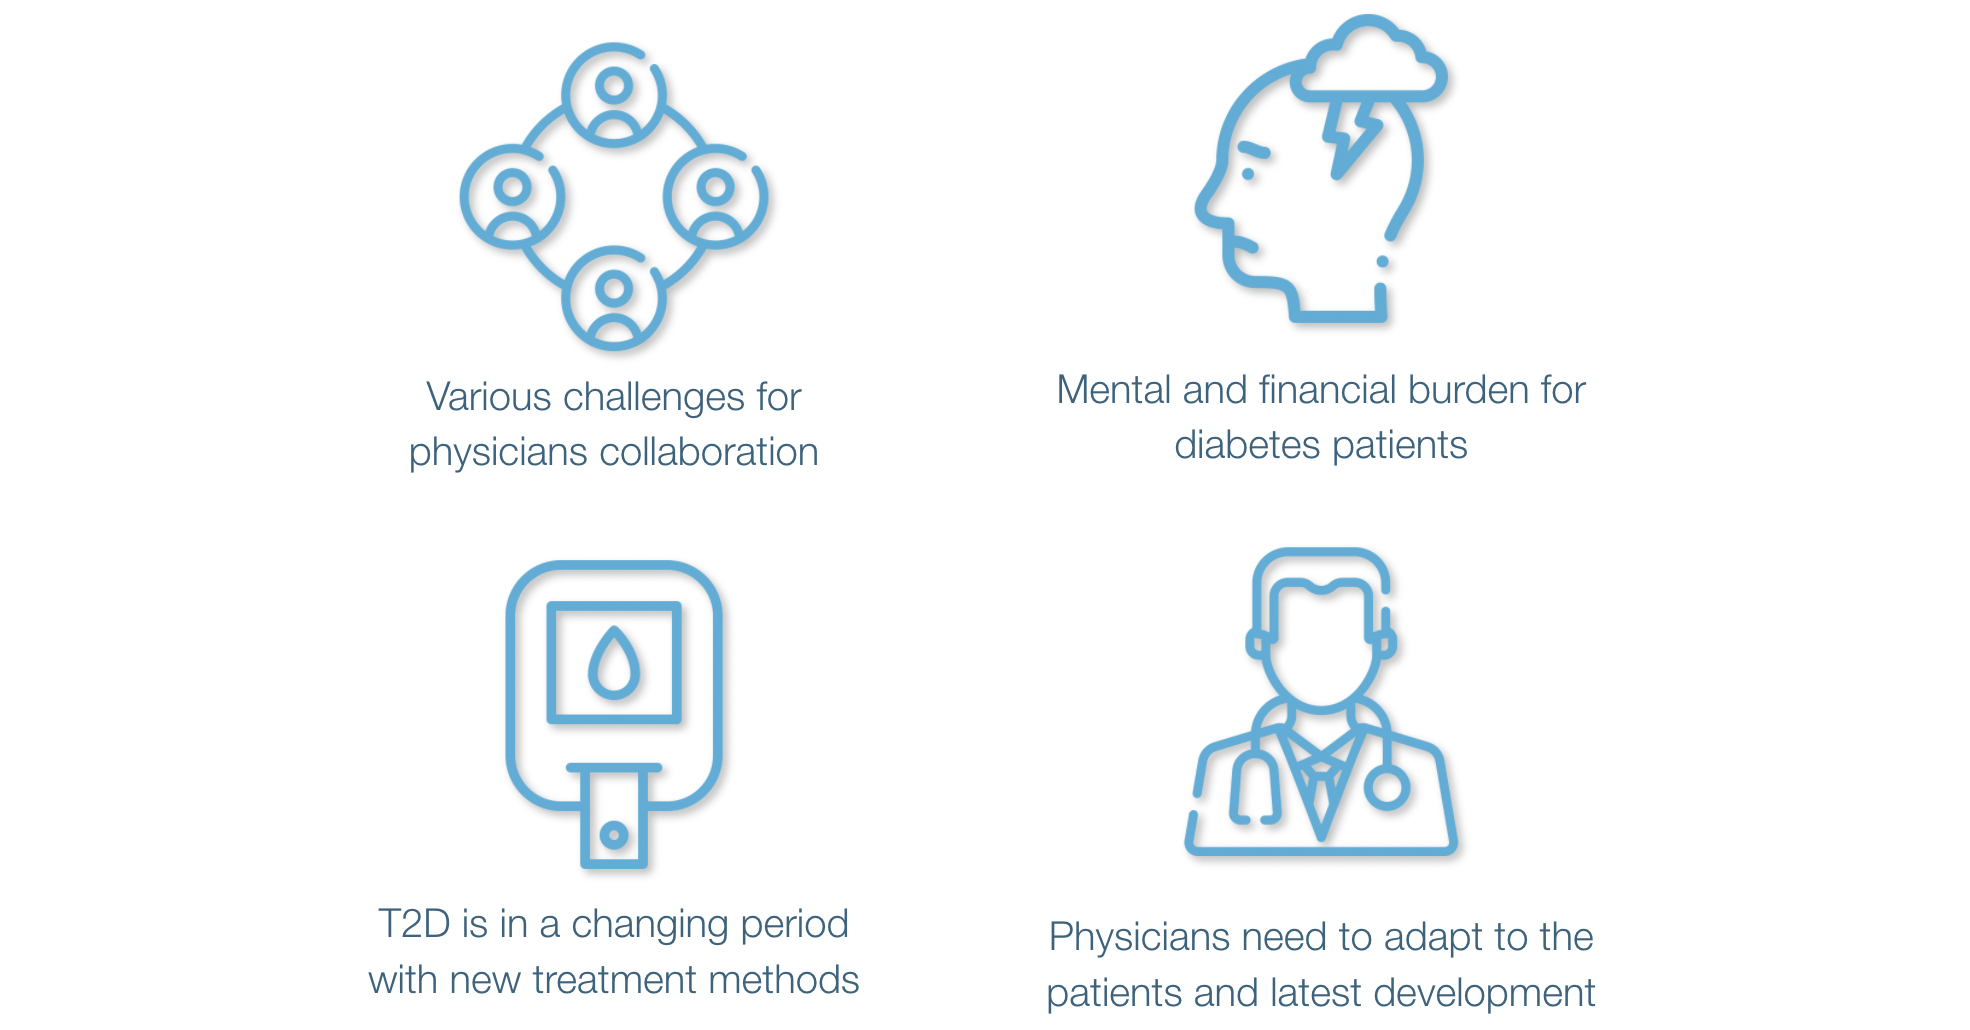 Various challenges for
physicians collaboration
Mental and financial burden for
diabetes patients
T2D is in a changing period
with new treatment methods
Physicians need to adapt to the
patients and latest development